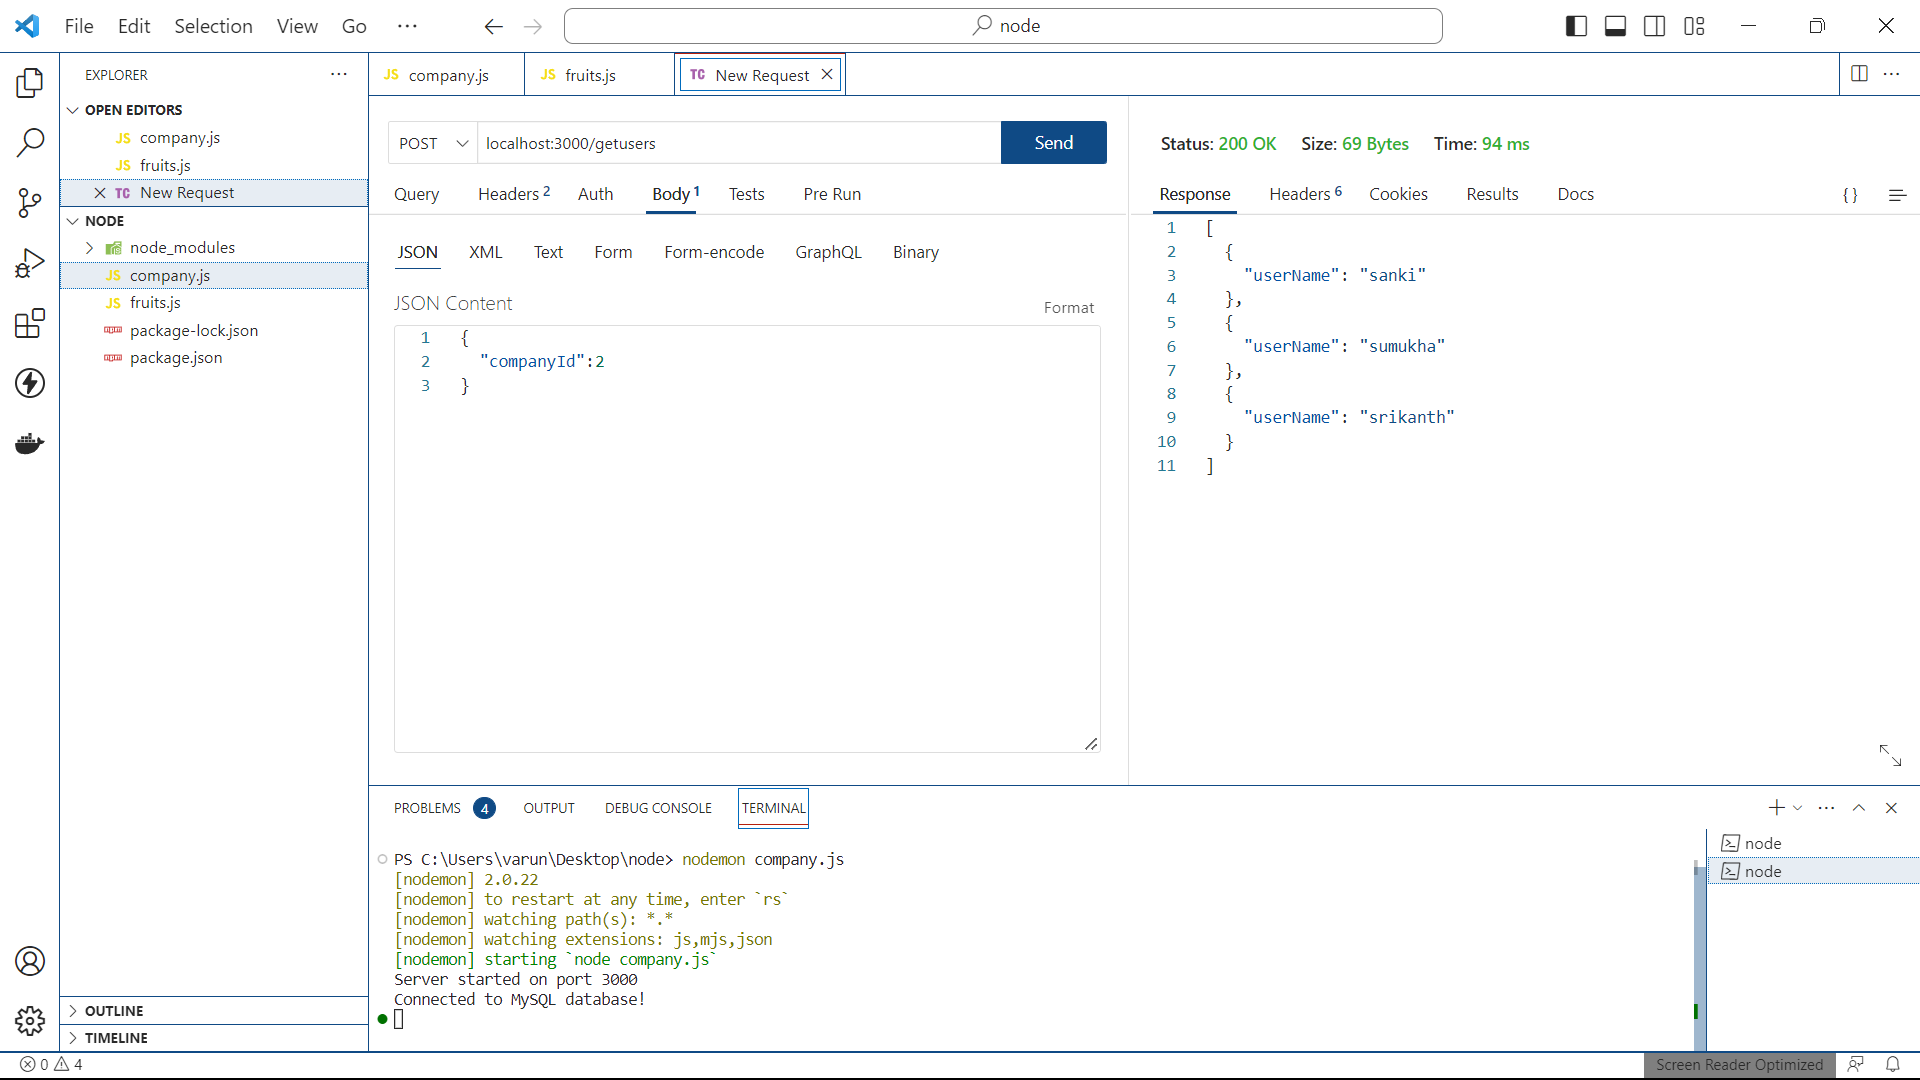 File Edit Selection View Go ···
node
EXPLORER
OPEN EDITORS
JS company.js
JS fruits.js
TC New Request
NODE
node_modules
JS company.js
JS fruits.js
package-lock.json
package.json
OUTLINE
TIMELINE
JS company.js
JS fruits.js
TC New Request
POST localhost:3000/getusers Send
Query Headers 2 Auth Body 1 Tests Pre Run
JSON XML Text Form Form-encode GraphQL Binary
JSON Content
Format
1 {
2 "companyId":2
3 }
Status: 200 OK Size: 69 Bytes Time: 94 ms
Response Headers 6 Cookies Results Docs { }
1 [
2 {
3 "userName": "sanki"
4 },
5 {
6 "userName": "sumukha"
7 },
8 {
9 "userName": "srikanth"
10 }
11 ]
PROBLEMS 4 OUTPUT DEBUG CONSOLE TERMINAL
PS C:\Users\varun\Desktop\node> nodemon company.js
[nodemon] 2.0.22
[nodemon] to restart at any time, enter `rs`
[nodemon] watching path(s): *.*
[nodemon] watching extensions: js,mjs,json
[nodemon] starting `node company.js`
Server started on port 3000
Connected to MySQL database!
node
node
0 4
Screen Reader Optimized